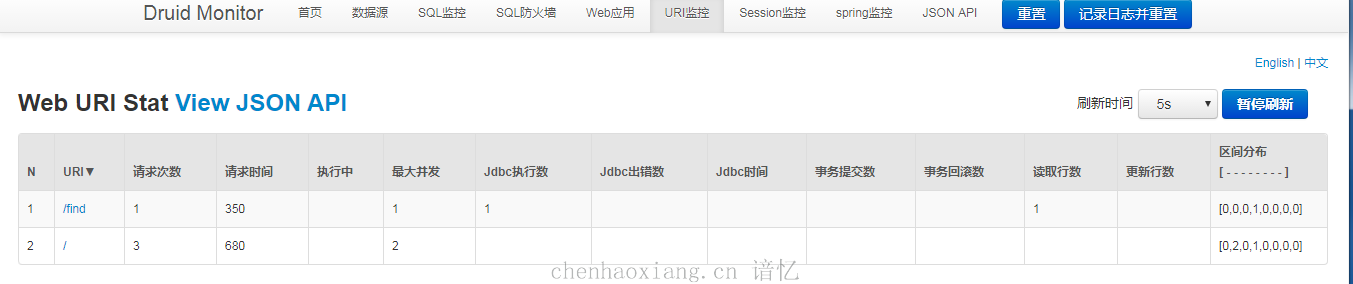 Druid Monitor 首页 数据源 SQL监控 SQL防火墙 Web应用 URI监控 Session监控 spring监控 JSON API 重置 记录日志并重置
English | 中文
Web URI Stat View JSON API 刷新时间 5s ▼ 暂停刷新
N URI▼ 请求次数 请求时间 执行中 最大并发 Jdbc执行数 Jdbc出错数 Jdbc时间 事务提交数 事务回滚数 读取行数 更新行数 区间分布
[ - - - - - - - - ]
1 /find 1 350 1 1 1 [0,0,0,1,0,0,0,0]
2 / 3 680 2 [0,2,0,1,0,0,0,0]
chenhaoxiang.cn 谙忆